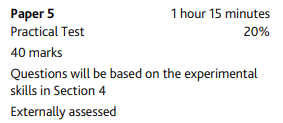 Paper 5 1 hour 15 minutes
Practical Test 20%
40 marks
Questions will be based on the experimental
skills in Section 4
Externally assessed